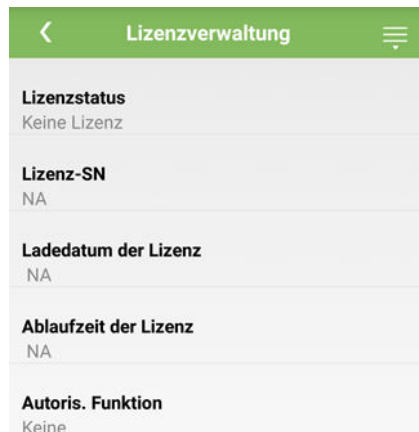 Lizenzverwaltung
Lizenzstatus
Keine Lizenz
Lizenz-SN
NA
Ladedatum der Lizenz
NA
Ablaufzeit der Lizenz
NA
Autoris. Funktion
Keine